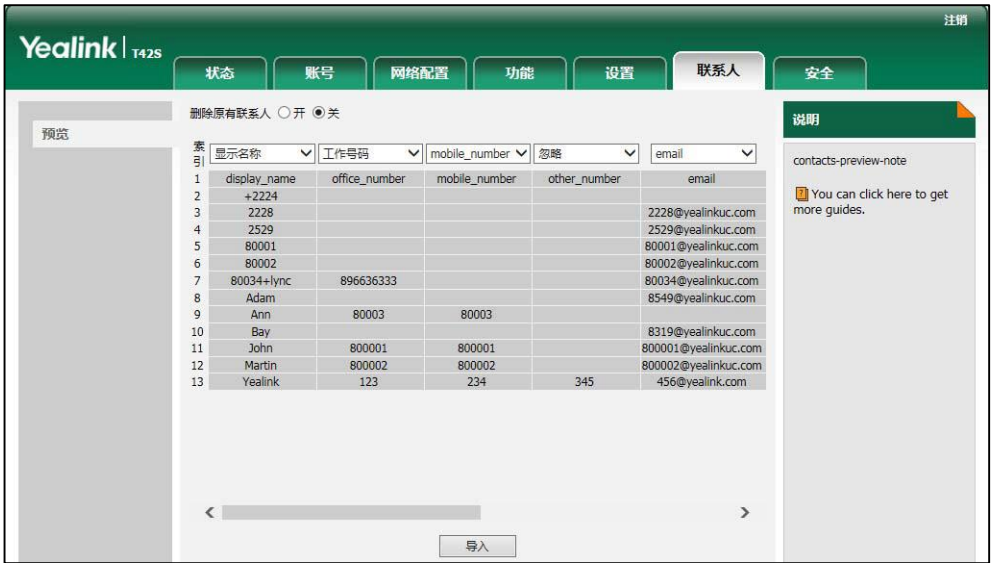 注销
Yealink T42S
状态 账号 网络配置 功能 设置 联系人 安全
预览
删除原有联系人 开 关
索引 显示名称 工作号码 mobile_number 忽略 email
1 display_name office_number mobile_number other_number email
2 +2224
3 2228 2228@yealinkuc.com
4 2529 2529@yealinkuc.com
5 80001 80001@yealinkuc.com
6 80002 80002@yealinkuc.com
7 80034+lync 896636333 80034@yealinkuc.com
8 Adam 8549@yealinkuc.com
9 Ann 80003 80003
10 Bay 8319@yealinkuc.com
11 John 800001 800001 800001@yealinkuc.com
12 Martin 800002 800002 800002@yealinkuc.com
13 Yealink 123 234 345 456@yealink.com
导入
说明
contacts-preview-note
You can click here to get
more guides.